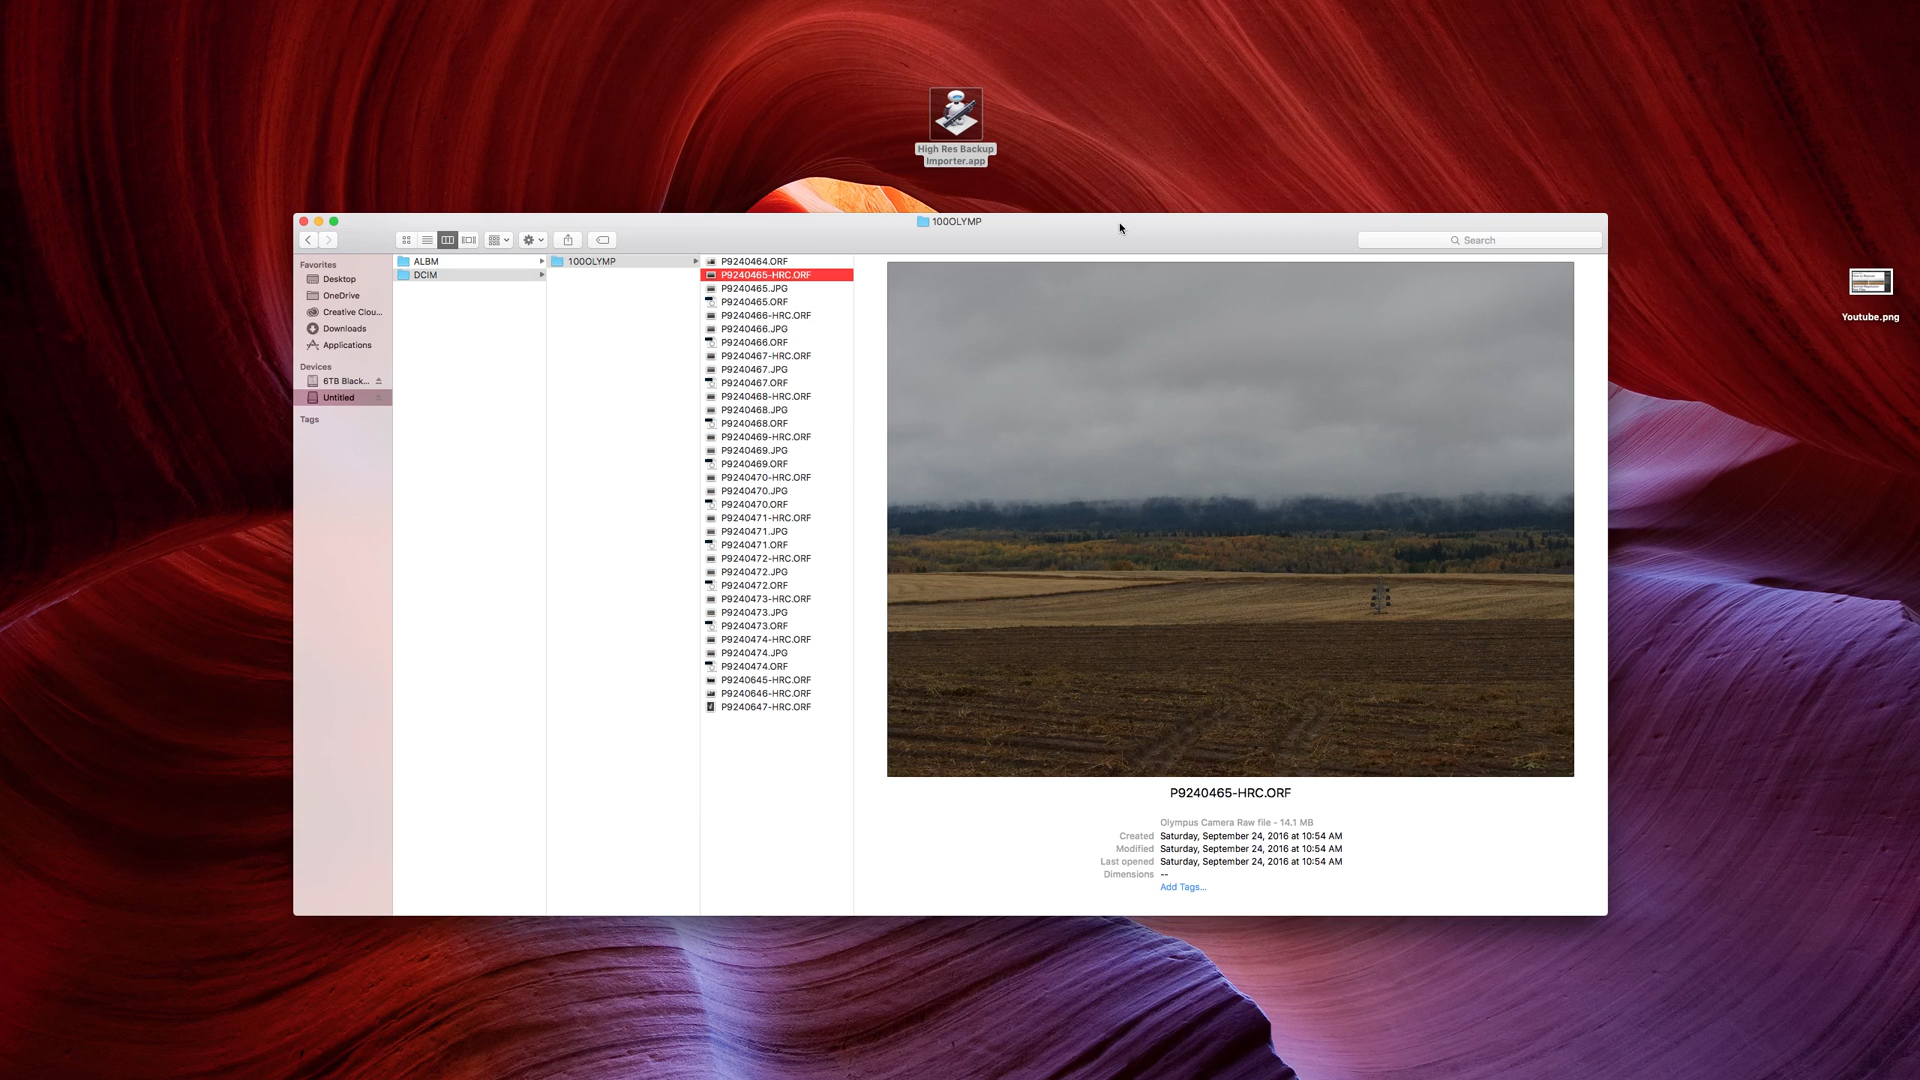 High Res Backup
Importer.app
100OLYMP
Search
Favorites
Desktop
OneDrive
Creative Clou...
Downloads
Applications
Devices
6TB Black...
Untitled
Tags
ALBM
DCIM
100OLYMP
P9240464.ORF
P9240465-HRC.ORF
P9240465.JPG
P9240465.ORF
P9240466-HRC.ORF
P9240466.JPG
P9240466.ORF
P9240467-HRC.ORF
P9240467.JPG
P9240467.ORF
P9240468-HRC.ORF
P9240468.JPG
P9240468.ORF
P9240469-HRC.ORF
P9240469.JPG
P9240469.ORF
P9240470-HRC.ORF
P9240470.JPG
P9240470.ORF
P9240471-HRC.ORF
P9240471.JPG
P9240471.ORF
P9240472-HRC.ORF
P9240472.JPG
P9240472.ORF
P9240473-HRC.ORF
P9240473.JPG
P9240473.ORF
P9240474-HRC.ORF
P9240474.JPG
P9240474.ORF
P9240645-HRC.ORF
P9240646-HRC.ORF
P9240647-HRC.ORF
P9240465-HRC.ORF
Olympus Camera Raw file - 14.1 MB
Created Saturday, September 24, 2016 at 10:54 AM
Modified Saturday, September 24, 2016 at 10:54 AM
Last opened Saturday, September 24, 2016 at 10:54 AM
Dimensions --
Add Tags...
Youtube.png